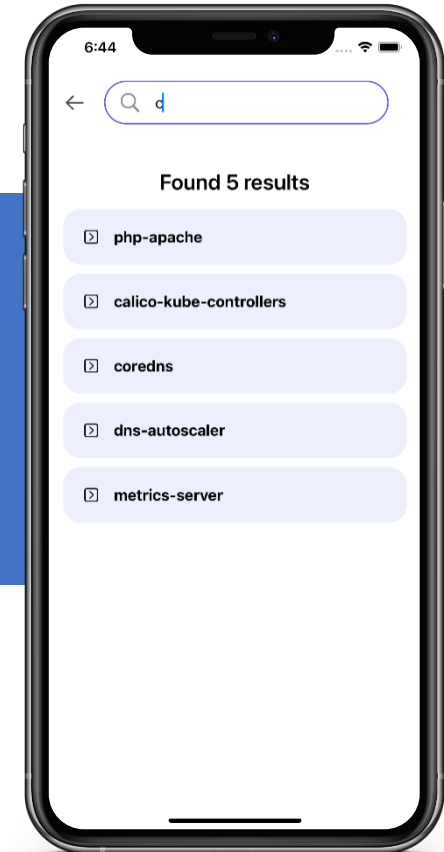 6:44
c
Found 5 results
php-apache
calico-kube-controllers
coredns
dns-autoscaler
metrics-server